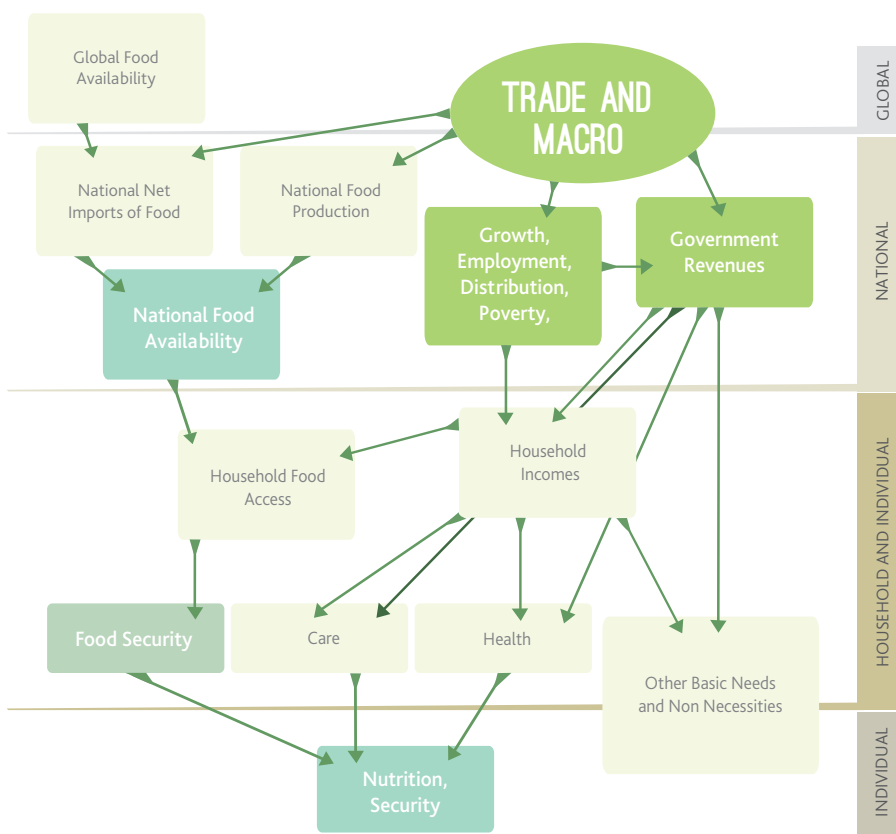 Global Food
Availability
TRADE AND
MACRO
GLOBAL
National Net
Imports of Food
National Food
Production
Growth,
Employment,
Distribution,
Poverty,
Government
Revenues
NATIONAL
National Food
Availability
Household Food
Access
Household
Incomes
HOUSEHOLD AND INDIVIDUAL
Food Security
Care
Health
Other Basic Needs
and Non Necessities
Nutrition,
Security
INDIVIDUAL